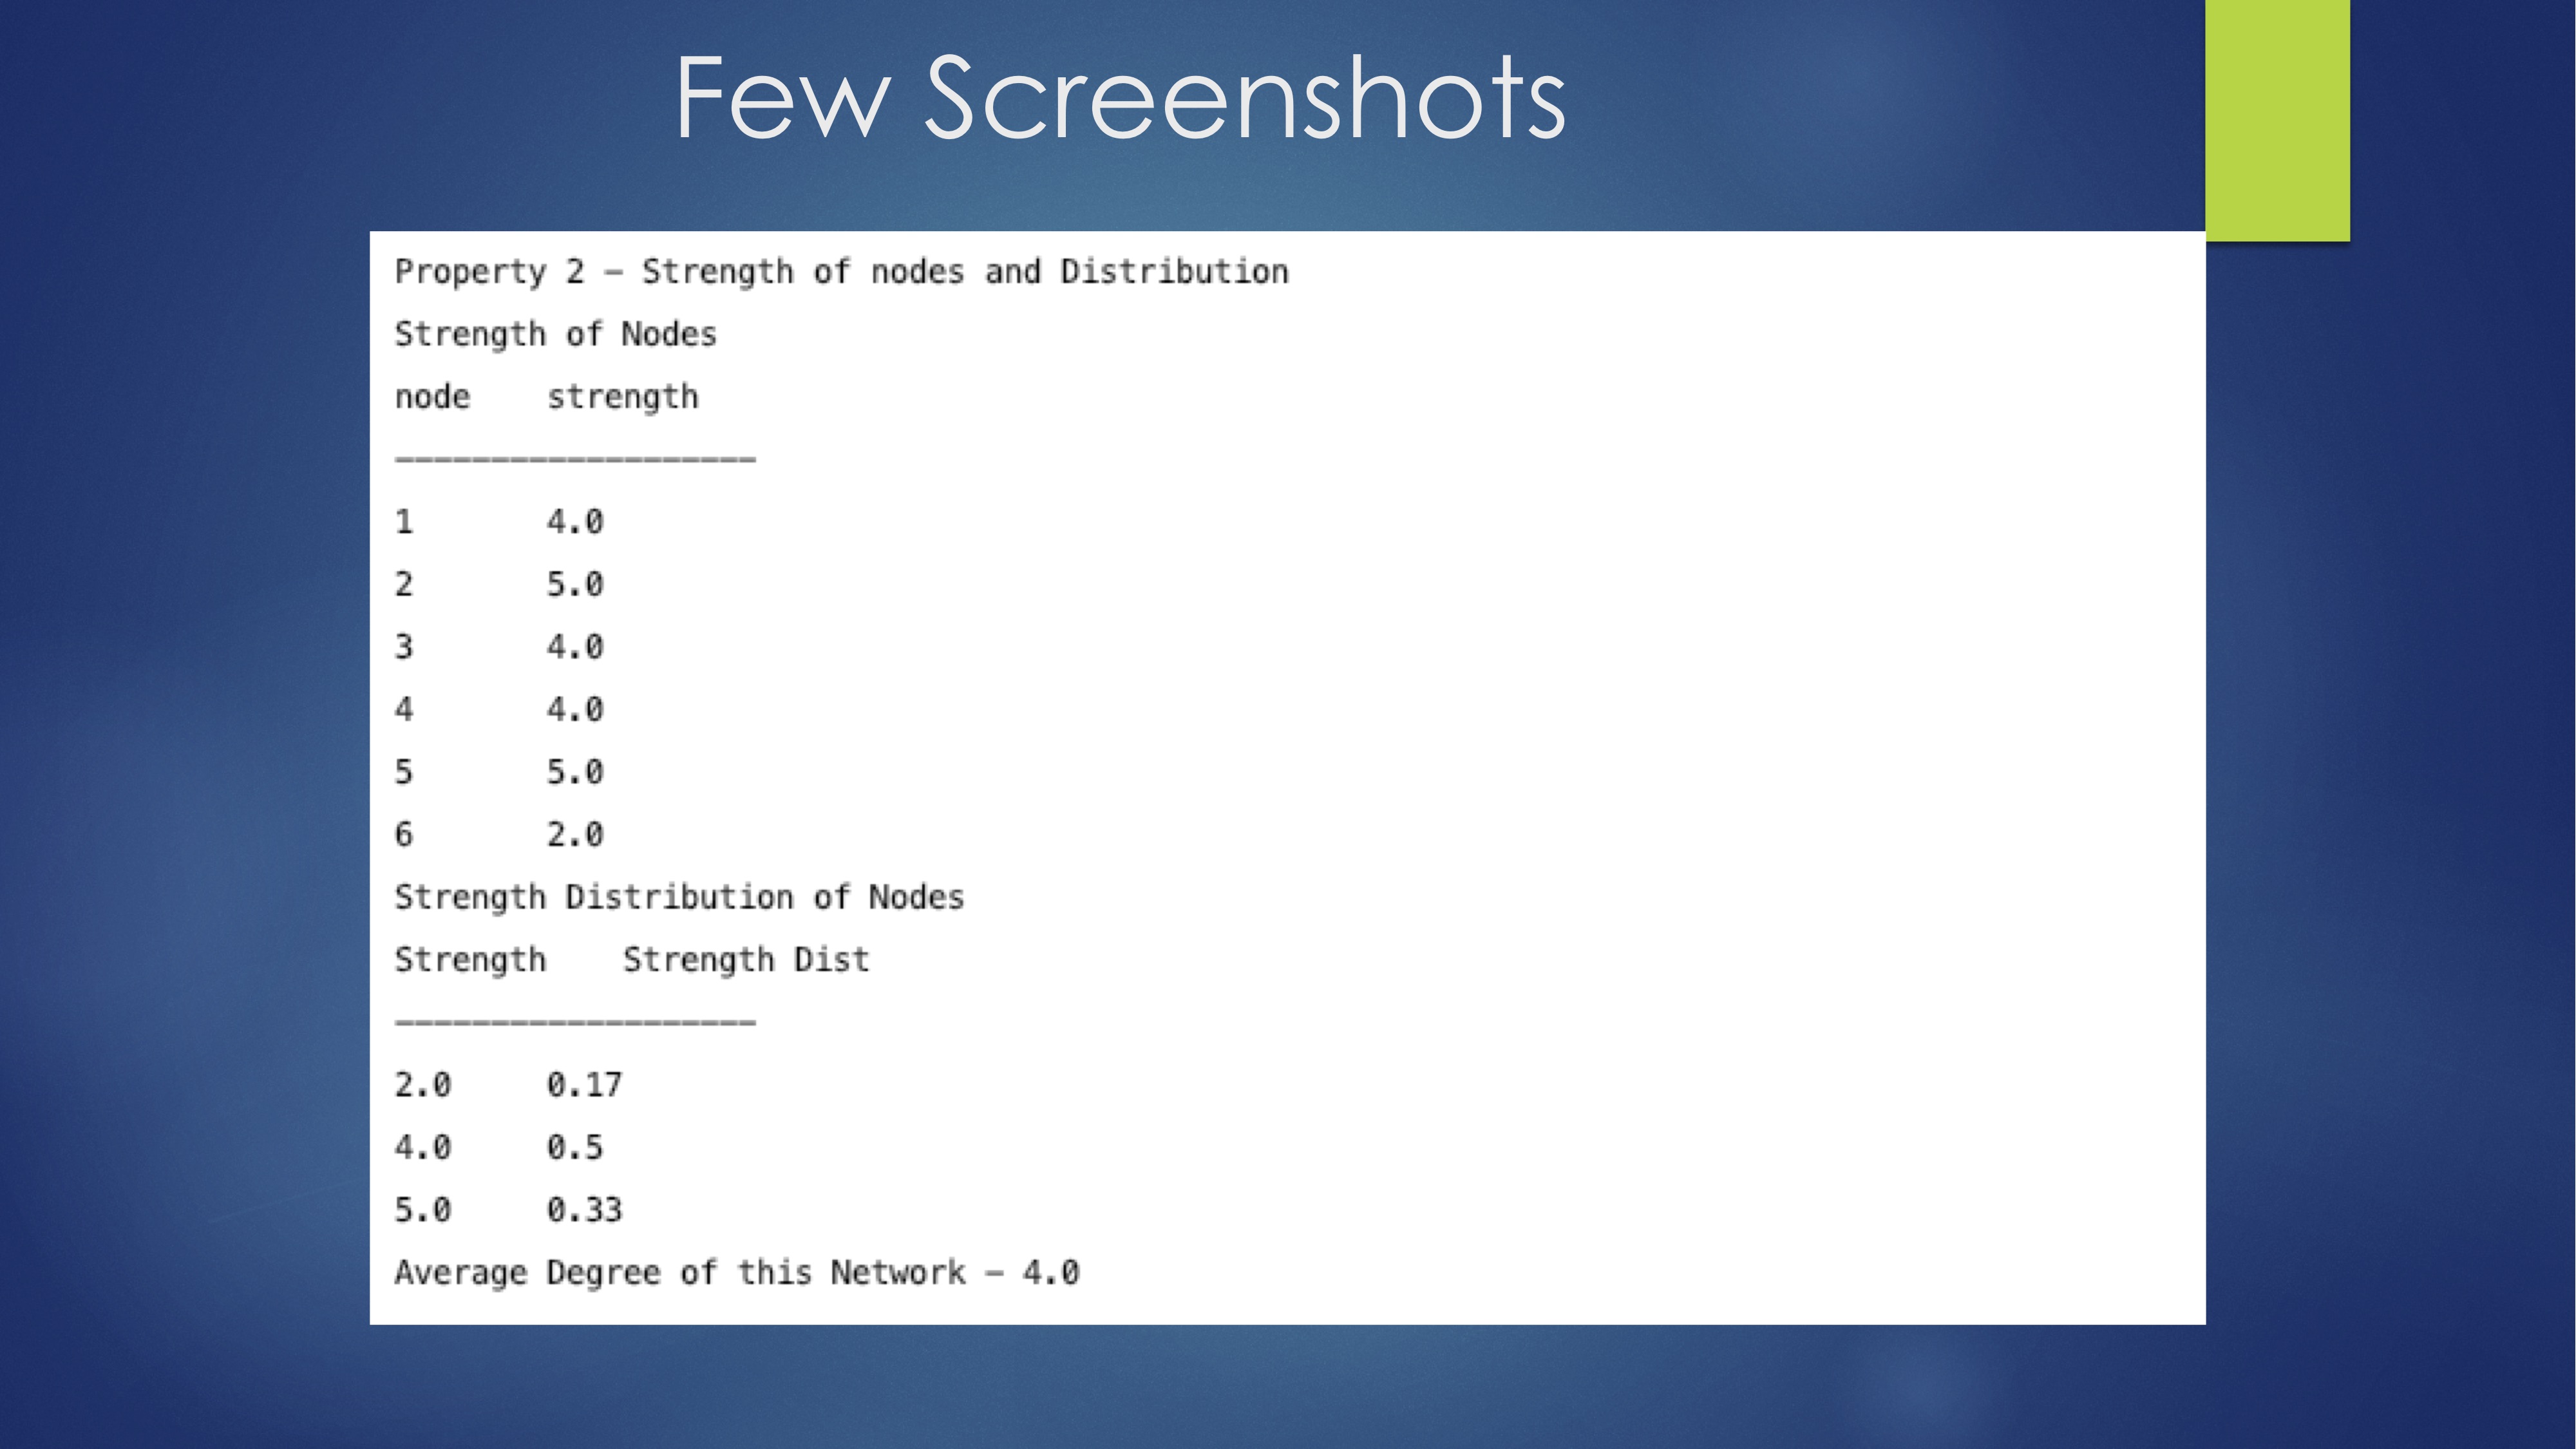 Few Screenshots
Property 2 – Strength of nodes and Distribution
Strength of Nodes
node    strength
-------------------
1       4.0
2       5.0
3       4.0
4       4.0
5       5.0
6       2.0
Strength Distribution of Nodes
Strength    Strength Dist
-------------------
2.0     0.17
4.0     0.5
5.0     0.33
Average Degree of this Network – 4.0